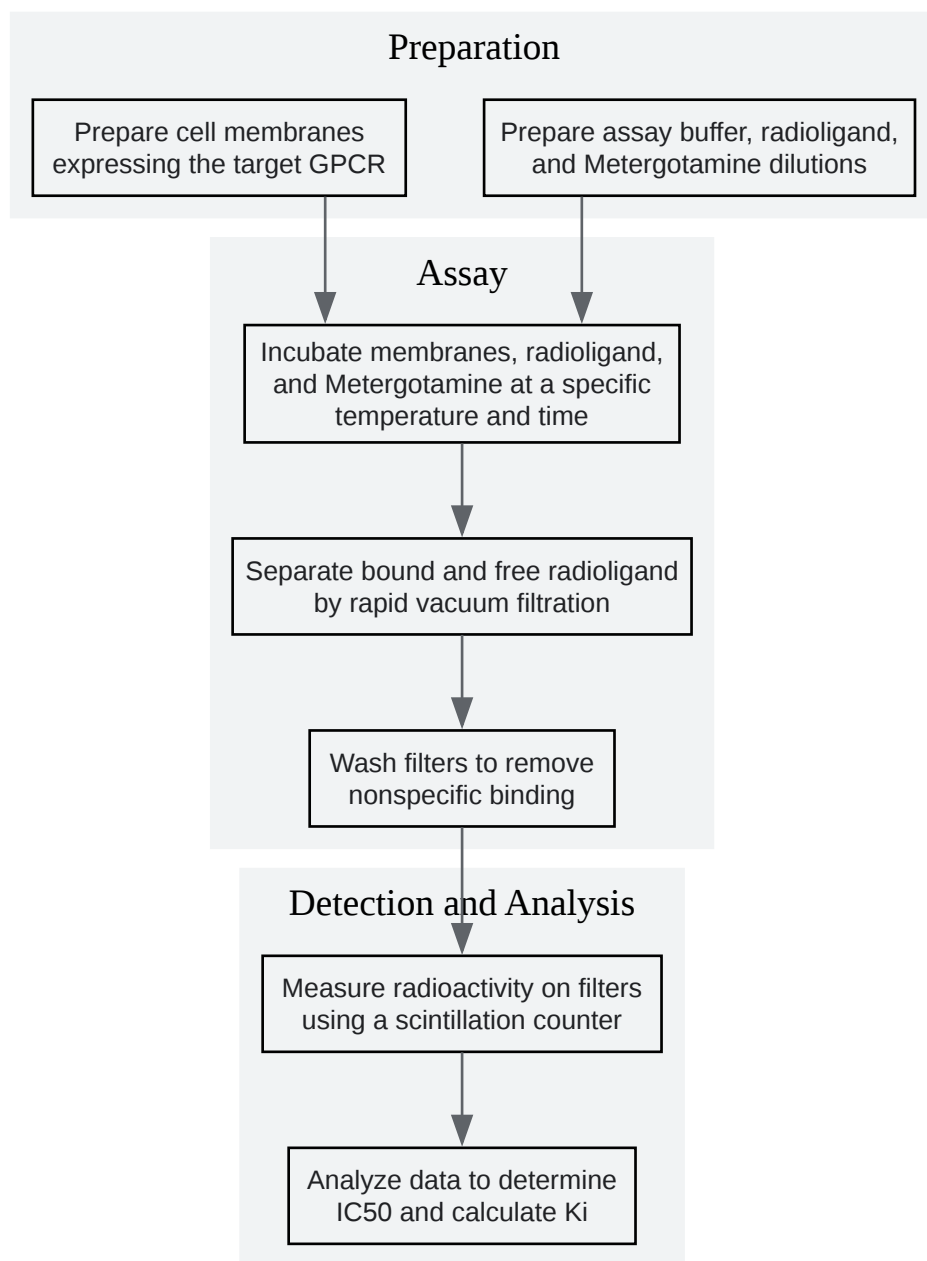 Preparation
Prepare cell membranes
expressing the target GPCR
Prepare assay buffer, radioligand,
and Metergotamine dilutions
Assay
Incubate membranes, radioligand,
and Metergotamine at a specific
temperature and time
Separate bound and free radioligand
by rapid vacuum filtration
Wash filters to remove
nonspecific binding
Detection and Analysis
Measure radioactivity on filters
using a scintillation counter
Analyze data to determine
IC50 and calculate Ki